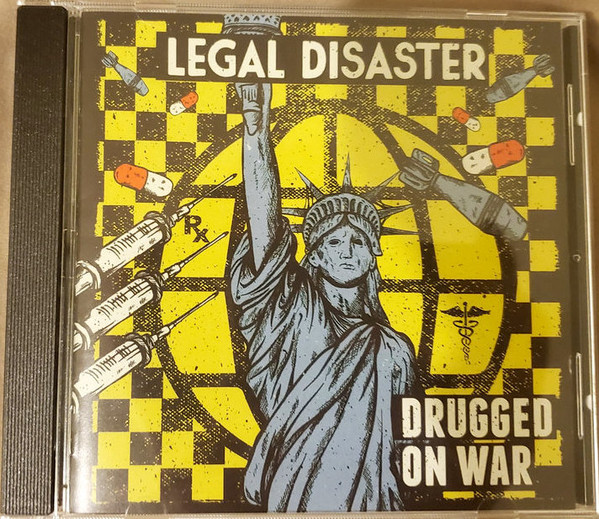 LEGAL DISASTER
Rx
DRUGGED
ON WAR